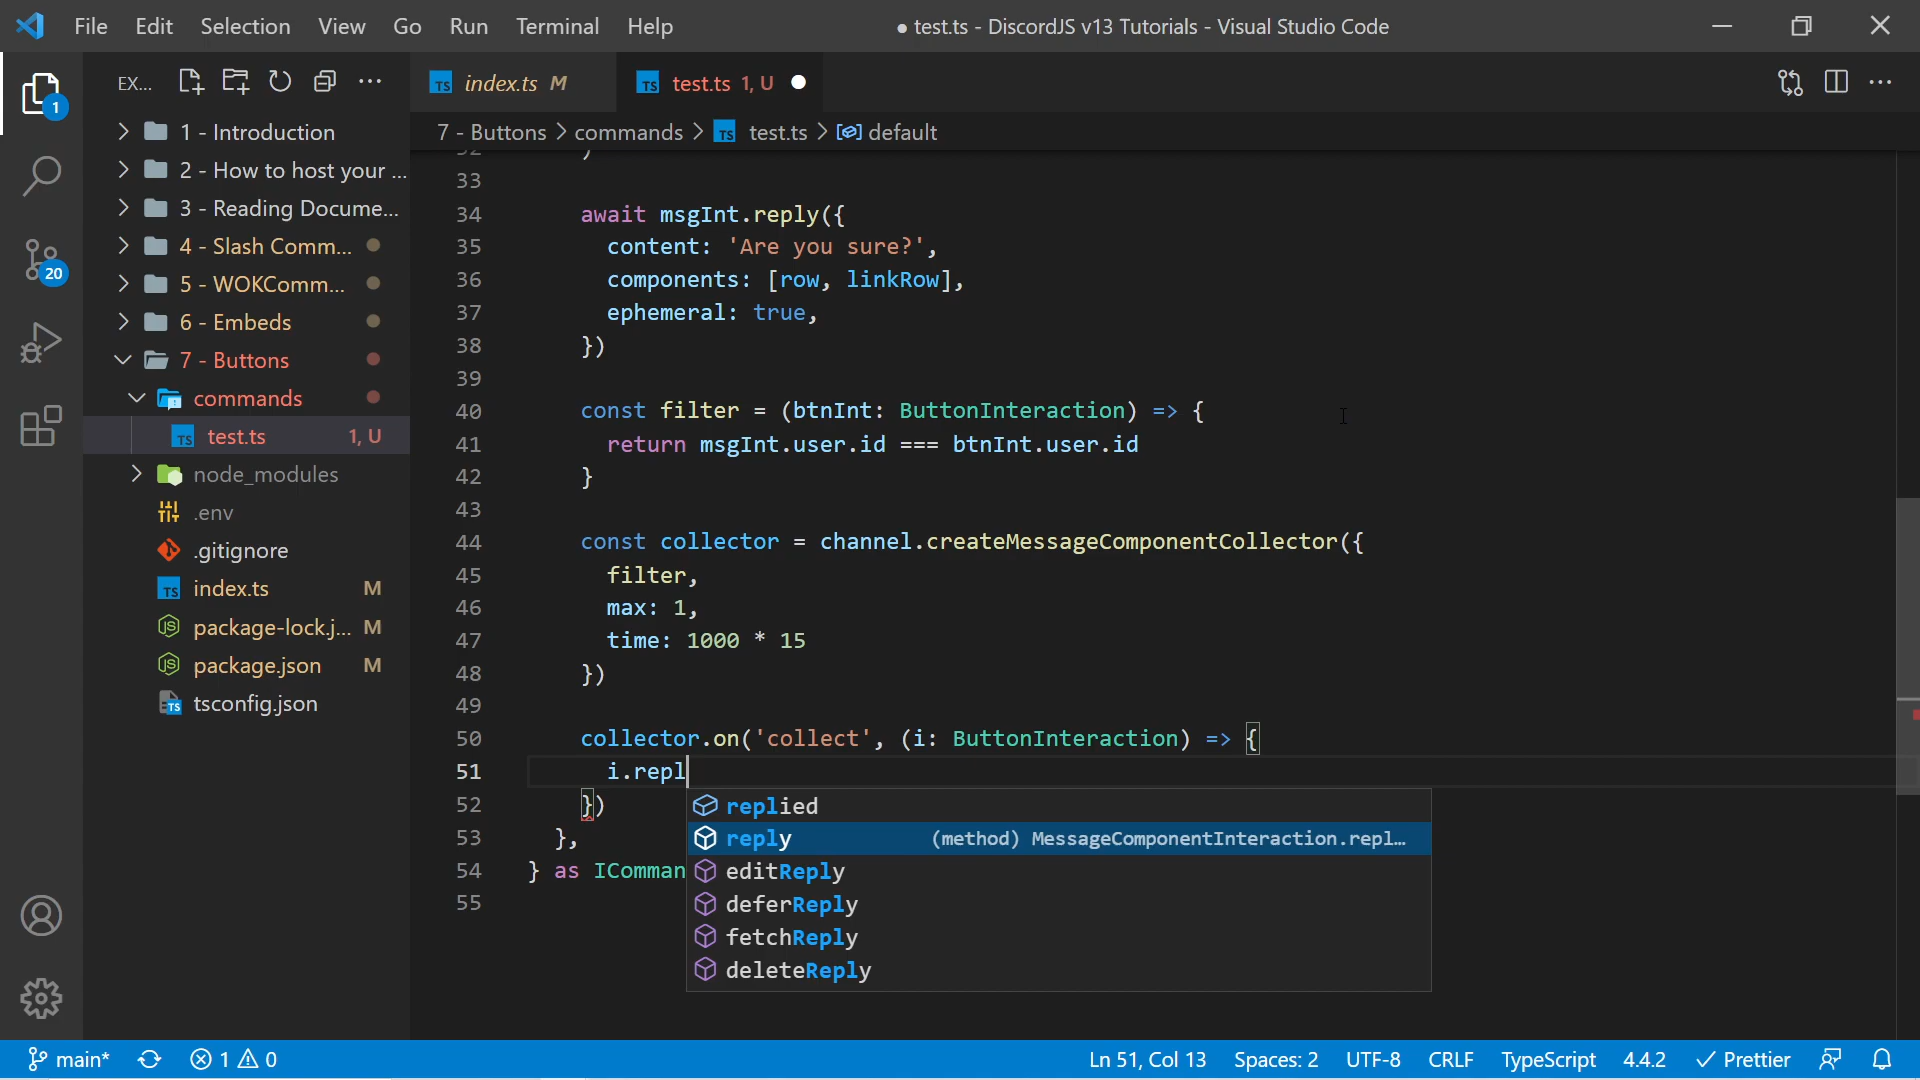 File Edit Selection View Go Run Terminal Help
● test.ts - DiscordJS v13 Tutorials - Visual Studio Code
EX...
index.ts M
test.ts 1, U
7 - Buttons > commands > test.ts > default
1
20
1 - Introduction
2 - How to host your ...
3 - Reading Docume...
4 - Slash Comm...
5 - WOKComm...
6 - Embeds
7 - Buttons
commands
test.ts 1, U
node_modules
.env
.gitignore
index.ts M
package-lock.j... M
package.json M
tsconfig.json
32 )
33
34 await msgInt.reply({
35 content: 'Are you sure?',
36 components: [row, linkRow],
37 ephemeral: true,
38 })
39
40 const filter = (btnInt: ButtonInteraction) => {
41 return msgInt.user.id === btnInt.user.id
42 }
43
44 const collector = channel.createMessageComponentCollector({
45 filter,
46 max: 1,
47 time: 1000 * 15
48 })
49
50 collector.on('collect', (i: ButtonInteraction) => {
51 i.repl
52 })
53 },
54 } as IComman
55
replied
reply (method) MessageComponentInteraction.repl...
editReply
deferReply
fetchReply
deleteReply
main* 1 0
Ln 51, Col 13 Spaces: 2 UTF-8 CRLF TypeScript 4.4.2 Prettier